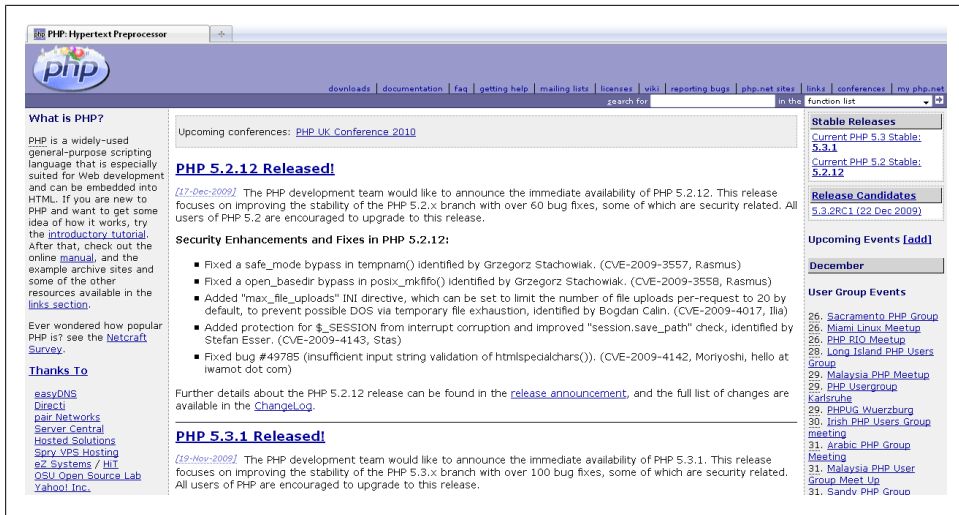 PHP: Hypertext Preprocessor
php
downloads | documentation | faq | getting help | mailing lists | licenses | wiki | reporting bugs | php.net sites | links | conferences | my php.net
search for in the function list
What is PHP?
PHP is a widely-used
general-purpose scripting
language that is especially
suited for Web development
and can be embedded into
HTML. If you are new to
PHP and want to get some
idea of how it works, try
the introductory tutorial.
After that, check out the
online manual, and the
example archive sites and
some of the other
resources available in the
links section.
Ever wondered how popular
PHP is? see the Netcraft
Survey.
Thanks To
easyDNS
Directi
pair Networks
Server Central
Hosted Solutions
Spry VPS Hosting
eZ Systems / HiT
OSU Open Source Lab
Yahoo! Inc.
Upcoming conferences: PHP UK Conference 2010
PHP 5.2.12 Released!
[17-Dec-2009] The PHP development team would like to announce the immediate availability of PHP 5.2.12. This release
focuses on improving the stability of the PHP 5.2.x branch with over 60 bug fixes, some of which are security related. All
users of PHP 5.2 are encouraged to upgrade to this release.
Security Enhancements and Fixes in PHP 5.2.12:
Fixed a safe_mode bypass in tempnam() identified by Grzegorz Stachowiak. (CVE-2009-3557, Rasmus)
Fixed a open_basedir bypass in posix_mkfifo() identified by Grzegorz Stachowiak. (CVE-2009-3558, Rasmus)
Added "max_file_uploads" INI directive, which can be set to limit the number of file uploads per-request to 20 by
default, to prevent possible DOS via temporary file exhaustion, identified by Bogdan Calin. (CVE-2009-4017, Ilia)
Added protection for $_SESSION from interrupt corruption and improved "session.save_path" check, identified by
Stefan Esser. (CVE-2009-4143, Stas)
Fixed bug #49785 (insufficient input string validation of htmlspecialchars()). (CVE-2009-4142, Moriyoshi, hello at
iwamot dot com)
Further details about the PHP 5.2.12 release can be found in the release announcement, and the full list of changes are
available in the ChangeLog.
PHP 5.3.1 Released!
[19-Nov-2009] The PHP development team would like to announce the immediate availability of PHP 5.3.1. This release
focuses on improving the stability of the PHP 5.3.x branch with over 100 bug fixes, some of which are security related.
All users of PHP are encouraged to upgrade to this release.
Stable Releases
Current PHP 5.3 Stable:
5.3.1
Current PHP 5.2 Stable:
5.2.12
Release Candidates
5.3.2RC1 (22 Dec 2009)
Upcoming Events [add]
December
User Group Events
26. Sacramento PHP Group
26. Miami Linux Meetup
26. PHP RIO Meetup
28. Long Island PHP Users
Group
29. Malaysia PHP Meetup
29. PHP Usergroup
Karlsruhe
29. PHPUG Wuerzburg
30. Irish PHP Users Group
meeting
31. Arabic PHP Group
Meeting
31. Malaysia PHP User
Group Meet Up
31. Sandy PHP Group